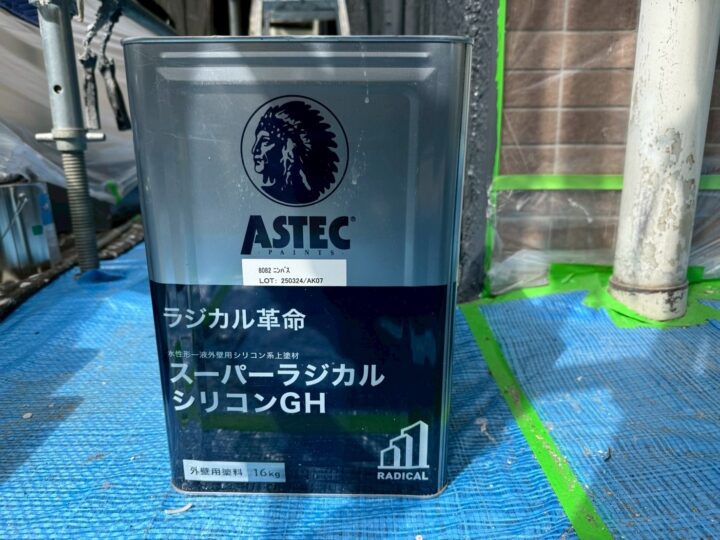 ASTEC®
PAINTS
8082 ニンバス
LOT: 250324/AK07
ラジカル革命
水性形一液外壁用シリコン系上塗材
スーパーラジカル
シリコンGH
外壁用塗料 16kg
RADICAL